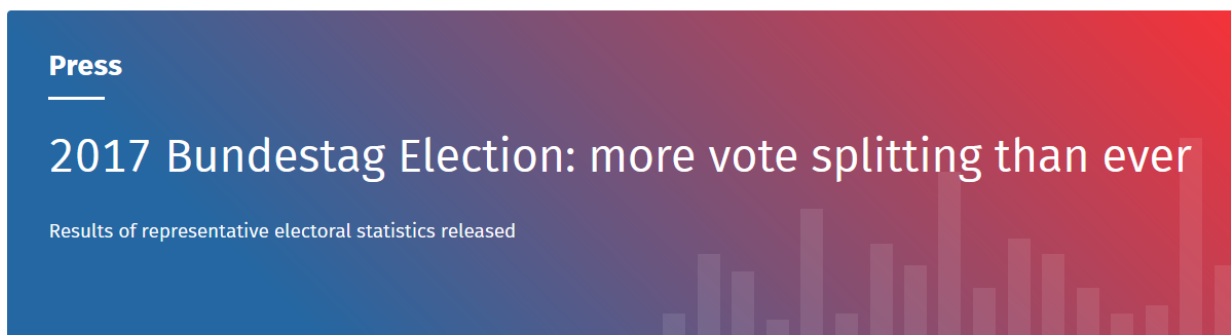 Press
2017 Bundestag Election: more vote splitting than ever
Results of representative electoral statistics released